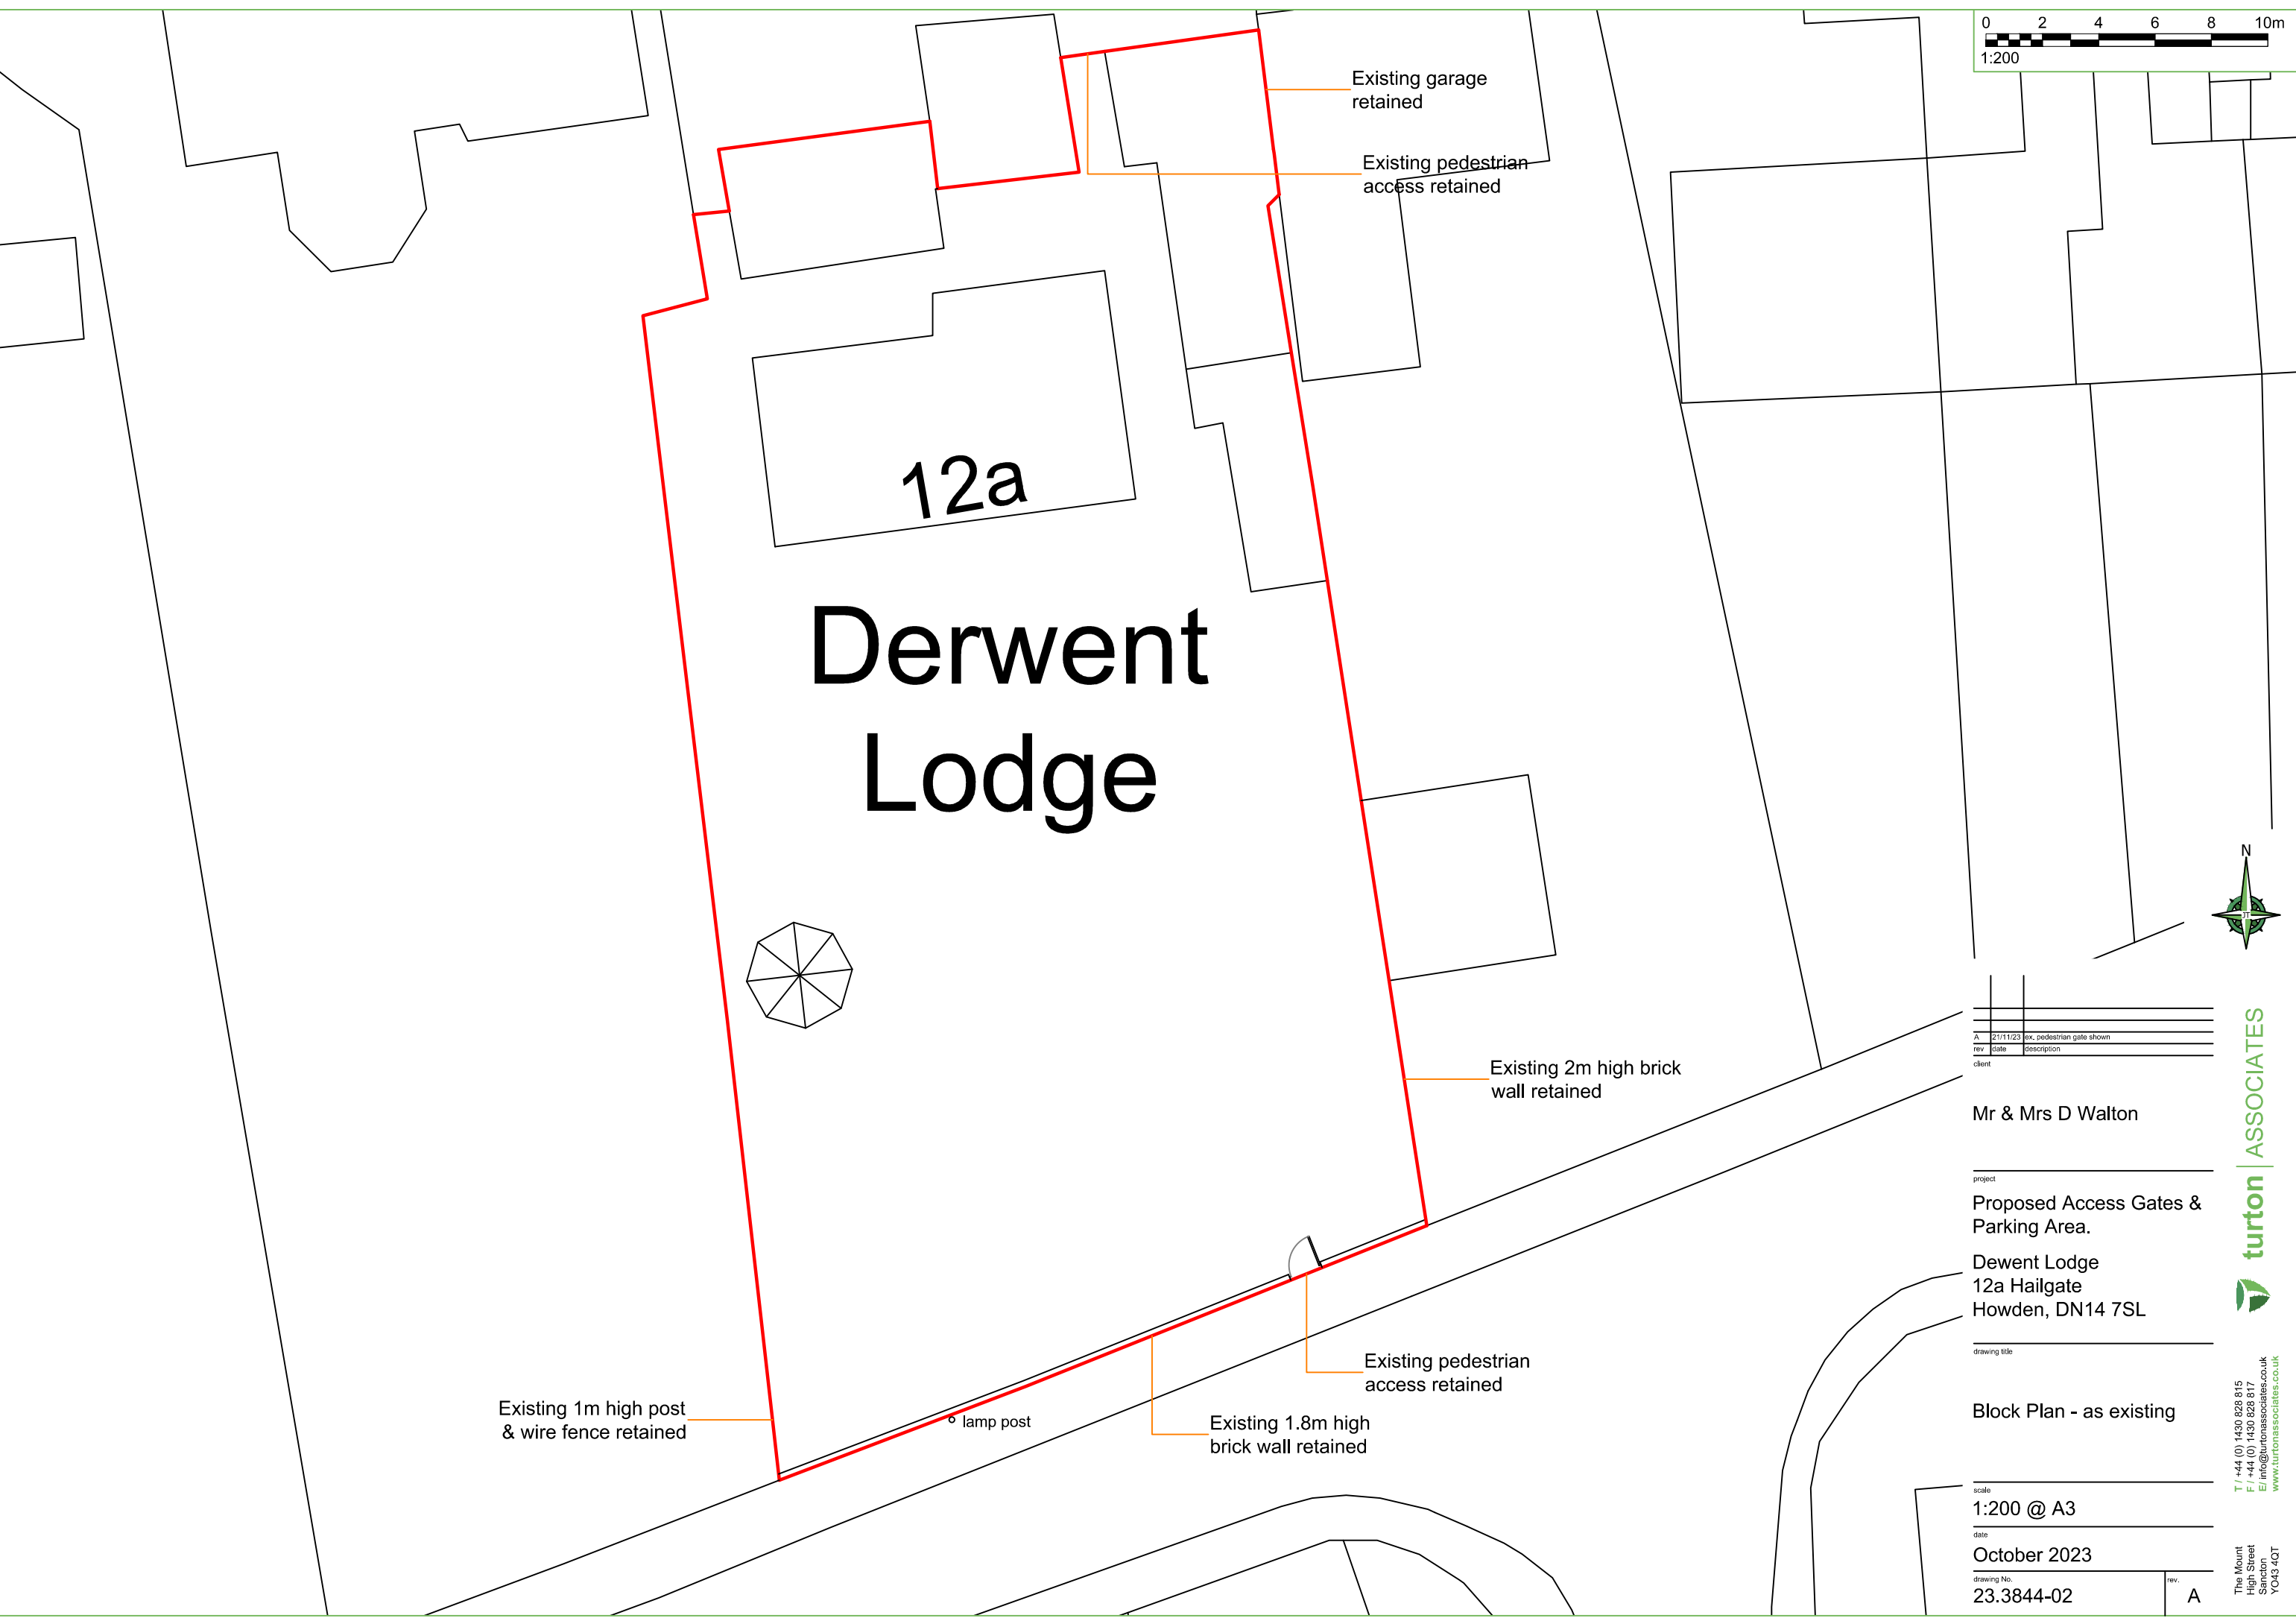 0 2 4 6 8 10m
1:200
Existing garage
retained
Existing pedestrian
access retained
12a
Derwent
Lodge
N
JT
Existing 2m high brick
wall retained
Existing pedestrian
access retained
Existing 1.8m high
brick wall retained
lamp post
Existing 1m high post
& wire fence retained
A 21/11/23 ex. pedestrian gate shown
rev date description
client
Mr & Mrs D Walton
project
Proposed Access Gates &
Parking Area.
Dewent Lodge
12a Hailgate
Howden, DN14 7SL
drawing title
Block Plan - as existing
scale
1:200 @ A3
date
October 2023
drawing No.
23.3844-02
rev.
A
turton | ASSOCIATES
T / +44 (0) 1430 828 815
F / +44 (0) 1430 828 817
E/ info@turtonassociates.co.uk
www.turtonassociates.co.uk
The Mount
High Street
Sancton
YO43 4QT